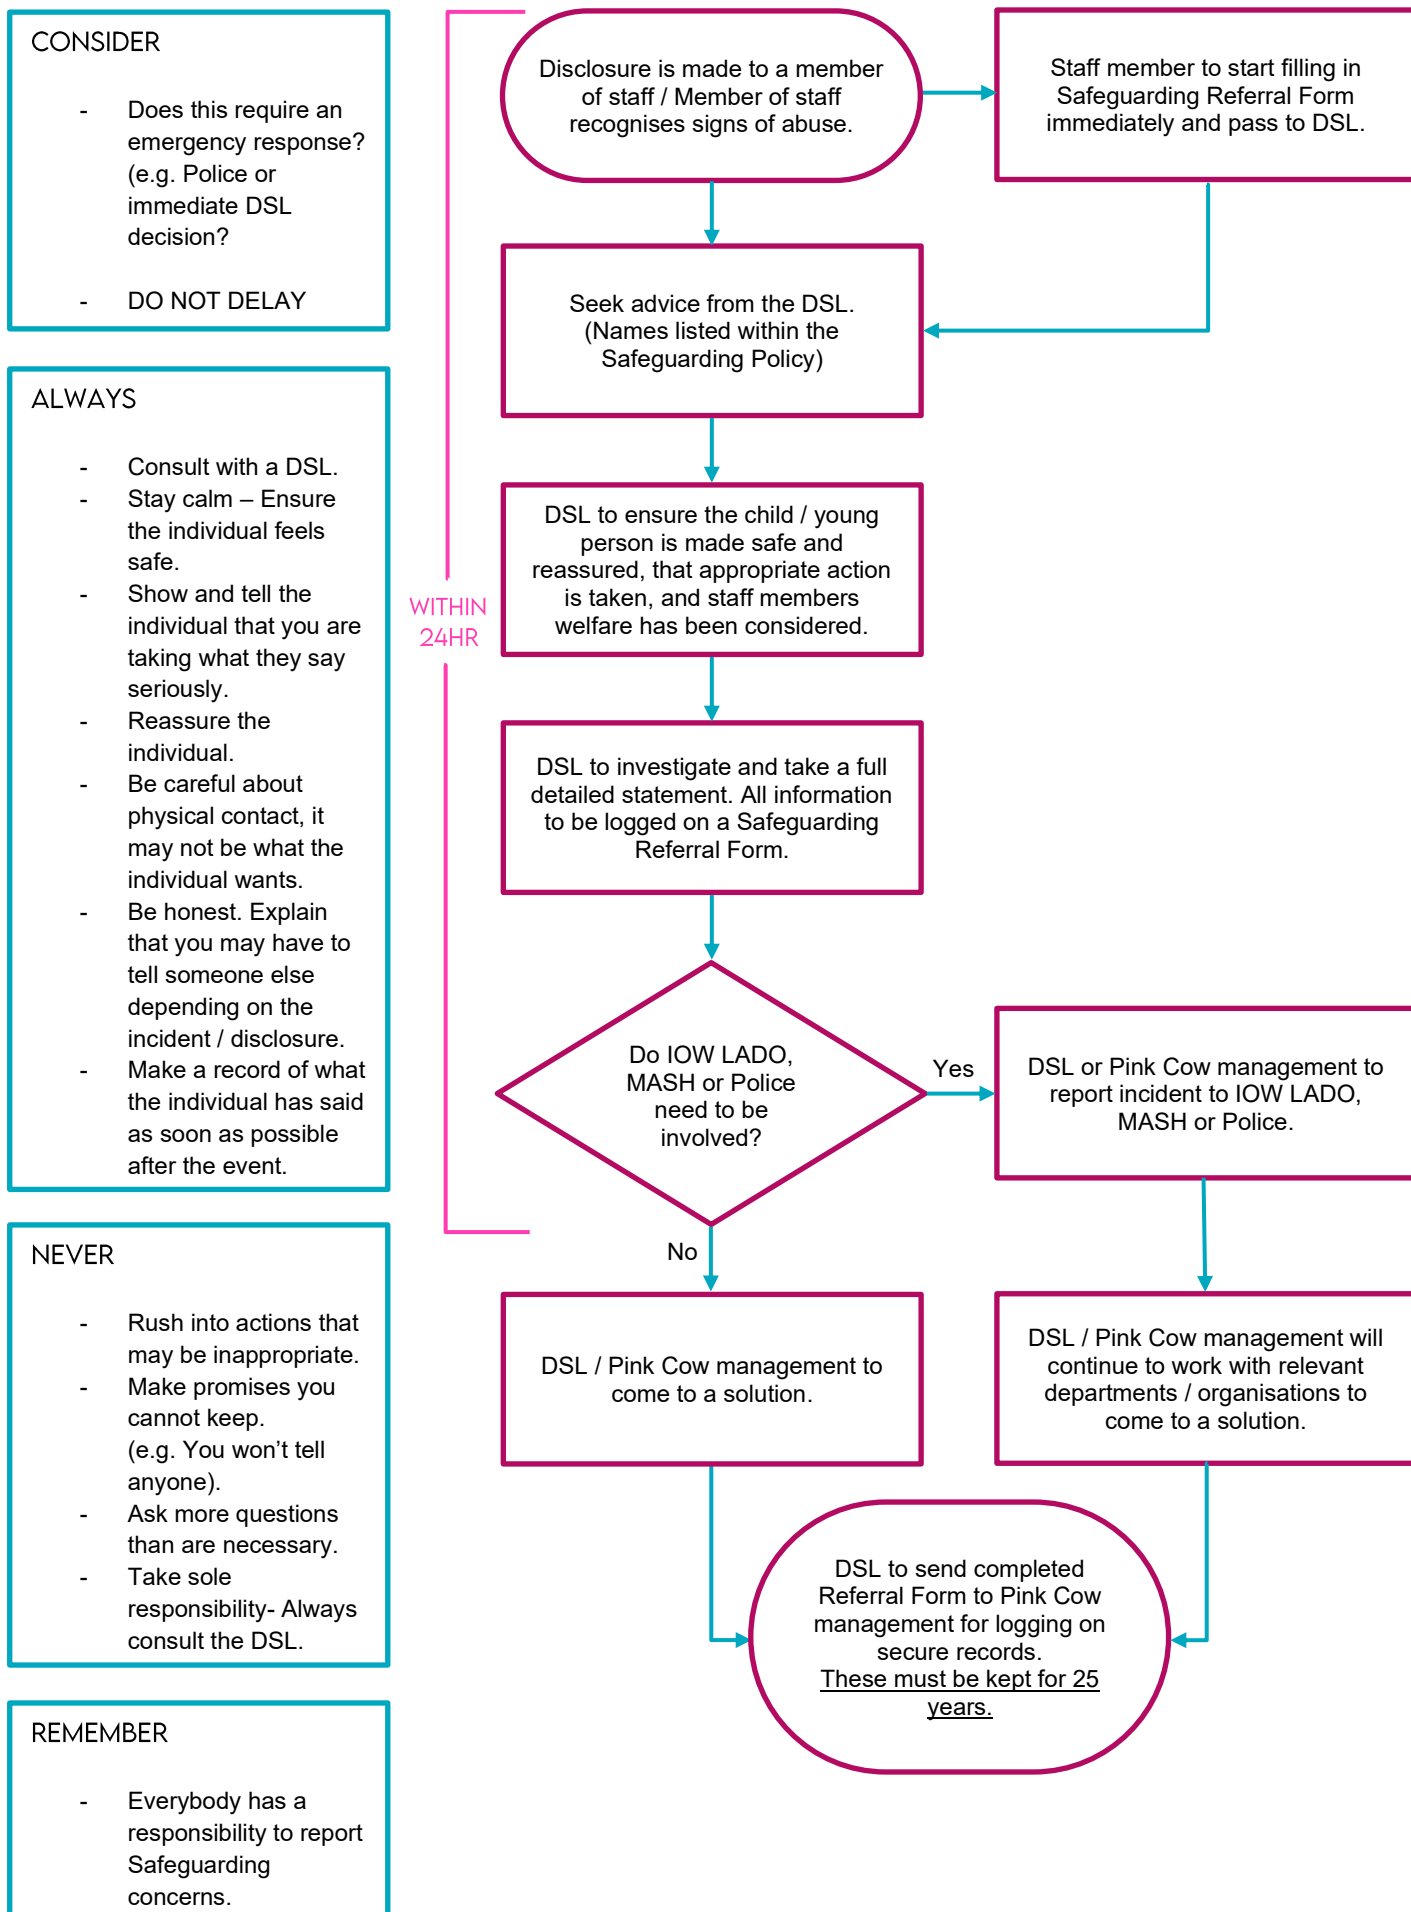 CONSIDER
- Does this require an
emergency response?
(e.g. Police or
immediate DSL
decision?
- DO NOT DELAY
ALWAYS
- Consult with a DSL.
- Stay calm – Ensure
the individual feels
safe.
- Show and tell the
individual that you are
taking what they say
seriously.
- Reassure the
individual.
- Be careful about
physical contact, it
may not be what the
individual wants.
- Be honest. Explain
that you may have to
tell someone else
depending on the
incident / disclosure.
- Make a record of what
the individual has said
as soon as possible
after the event.
NEVER
- Rush into actions that
may be inappropriate.
- Make promises you
cannot keep.
(e.g. You won’t tell
anyone).
- Ask more questions
than are necessary.
- Take sole
responsibility- Always
consult the DSL.
REMEMBER
- Everybody has a
responsibility to report
Safeguarding
concerns.
WITHIN
24HR
Disclosure is made to a member
of staff / Member of staff
recognises signs of abuse.
Staff member to start filling in
Safeguarding Referral Form
immediately and pass to DSL.
Seek advice from the DSL.
(Names listed within the
Safeguarding Policy)
DSL to ensure the child / young
person is made safe and
reassured, that appropriate action
is taken, and staff members
welfare has been considered.
DSL to investigate and take a full
detailed statement. All information
to be logged on a Safeguarding
Referral Form.
Do IOW LADO,
MASH or Police
need to be
involved?
Yes
DSL or Pink Cow management to
report incident to IOW LADO,
MASH or Police.
No
DSL / Pink Cow management to
come to a solution.
DSL / Pink Cow management will
continue to work with relevant
departments / organisations to
come to a solution.
DSL to send completed
Referral Form to Pink Cow
management for logging on
secure records.
These must be kept for 25
years.